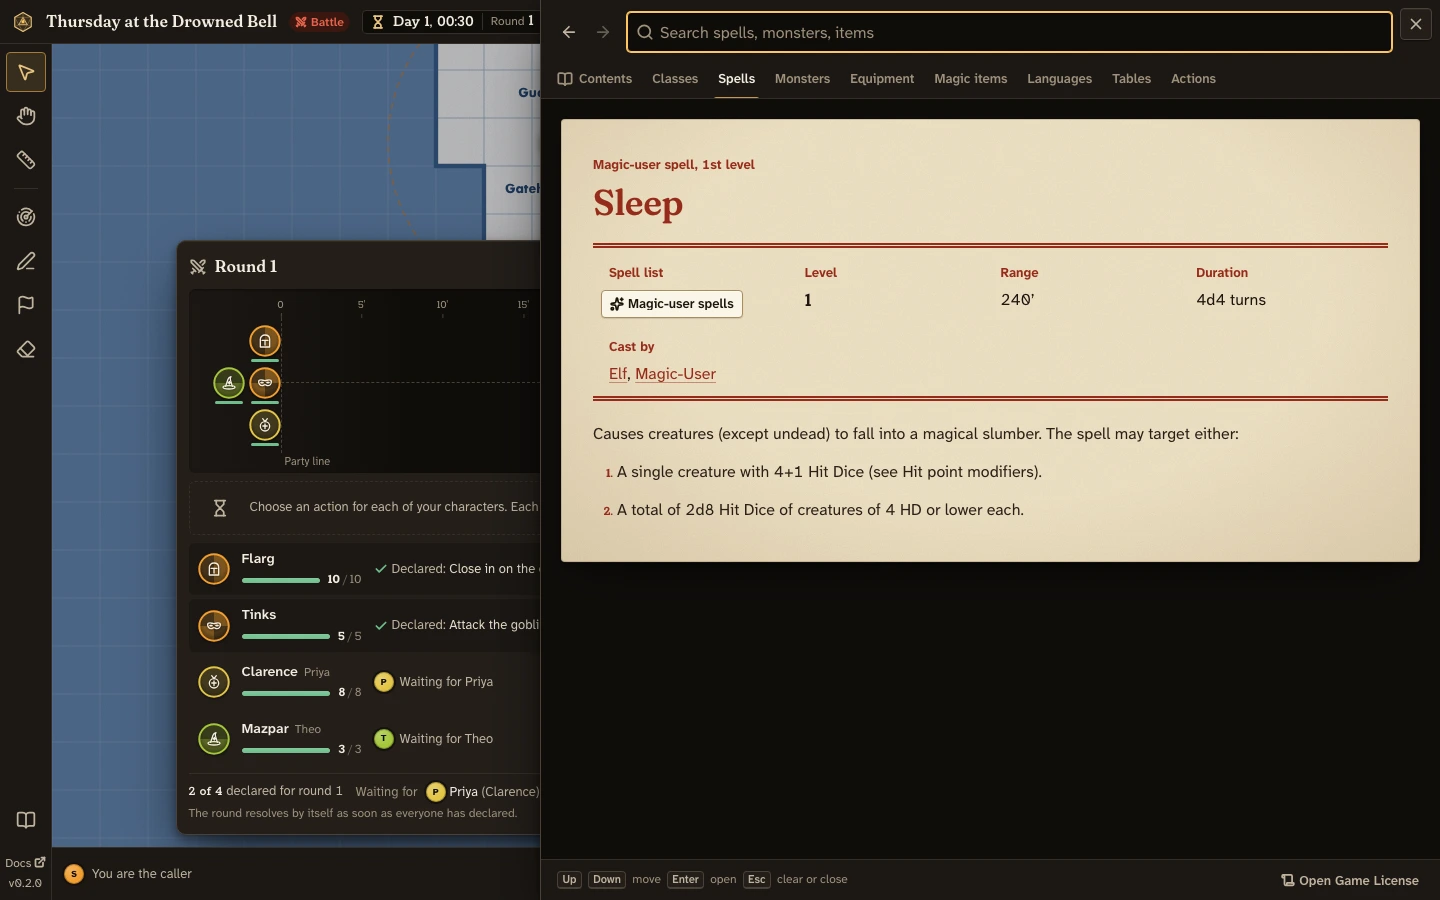 Thursday at the Drowned Bell
Battle
Day 1, 00:30
Round 1
Search spells, monsters, items
Contents
Classes
Spells
Monsters
Equipment
Magic items
Languages
Tables
Actions
Round 1
0
5'
10'
15'
Party line
Choose an action for each of your characters. Each
Flarg
10 / 10
Declared: Close in on the
Tinks
5 / 5
Declared: Attack the gobli
Clarence Priya
8 / 8
P Waiting for Priya
Mazpar Theo
3 / 3
T Waiting for Theo
2 of 4 declared for round 1 Waiting for P Priya (Clarence)
The round resolves by itself as soon as everyone has declared.
Docs
v0.2.0
S You are the caller
Magic-user spell, 1st level
Sleep
Spell list
Level
Range
Duration
Magic-user spells
1
240'
4d4 turns
Cast by
Elf, Magic-User
Causes creatures (except undead) to fall into a magical slumber. The spell may target either:
1. A single creature with 4+1 Hit Dice (see Hit point modifiers).
2. A total of 2d8 Hit Dice of creatures of 4 HD or lower each.
Up Down move Enter open Esc clear or close
Open Game License